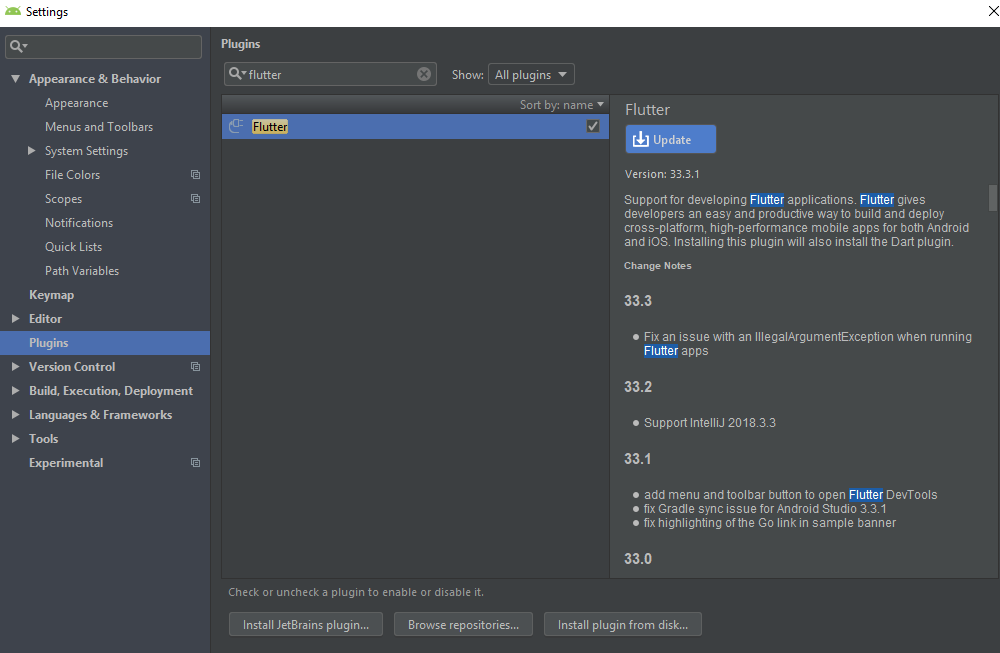 Settings
Plugins
flutter
Show:
All plugins
Appearance & Behavior
Appearance
Menus and Toolbars
System Settings
File Colors
Scopes
Notifications
Quick Lists
Path Variables
Keymap
Editor
Plugins
Version Control
Build, Execution, Deployment
Languages & Frameworks
Tools
Experimental
Sort by: name
Flutter
Flutter
Update
Version: 33.3.1
Support for developing Flutter applications. Flutter gives
developers an easy and productive way to build and deploy
cross-platform, high-performance mobile apps for both Android
and iOS. Installing this plugin will also install the Dart plugin.
Change Notes
33.3
Fix an issue with an IllegalArgumentException when running
Flutter apps
33.2
Support IntelliJ 2018.3.3
33.1
add menu and toolbar button to open Flutter DevTools
fix Gradle sync issue for Android Studio 3.3.1
fix highlighting of the Go link in sample banner
33.0
Check or uncheck a plugin to enable or disable it.
Install JetBrains plugin...
Browse repositories...
Install plugin from disk...